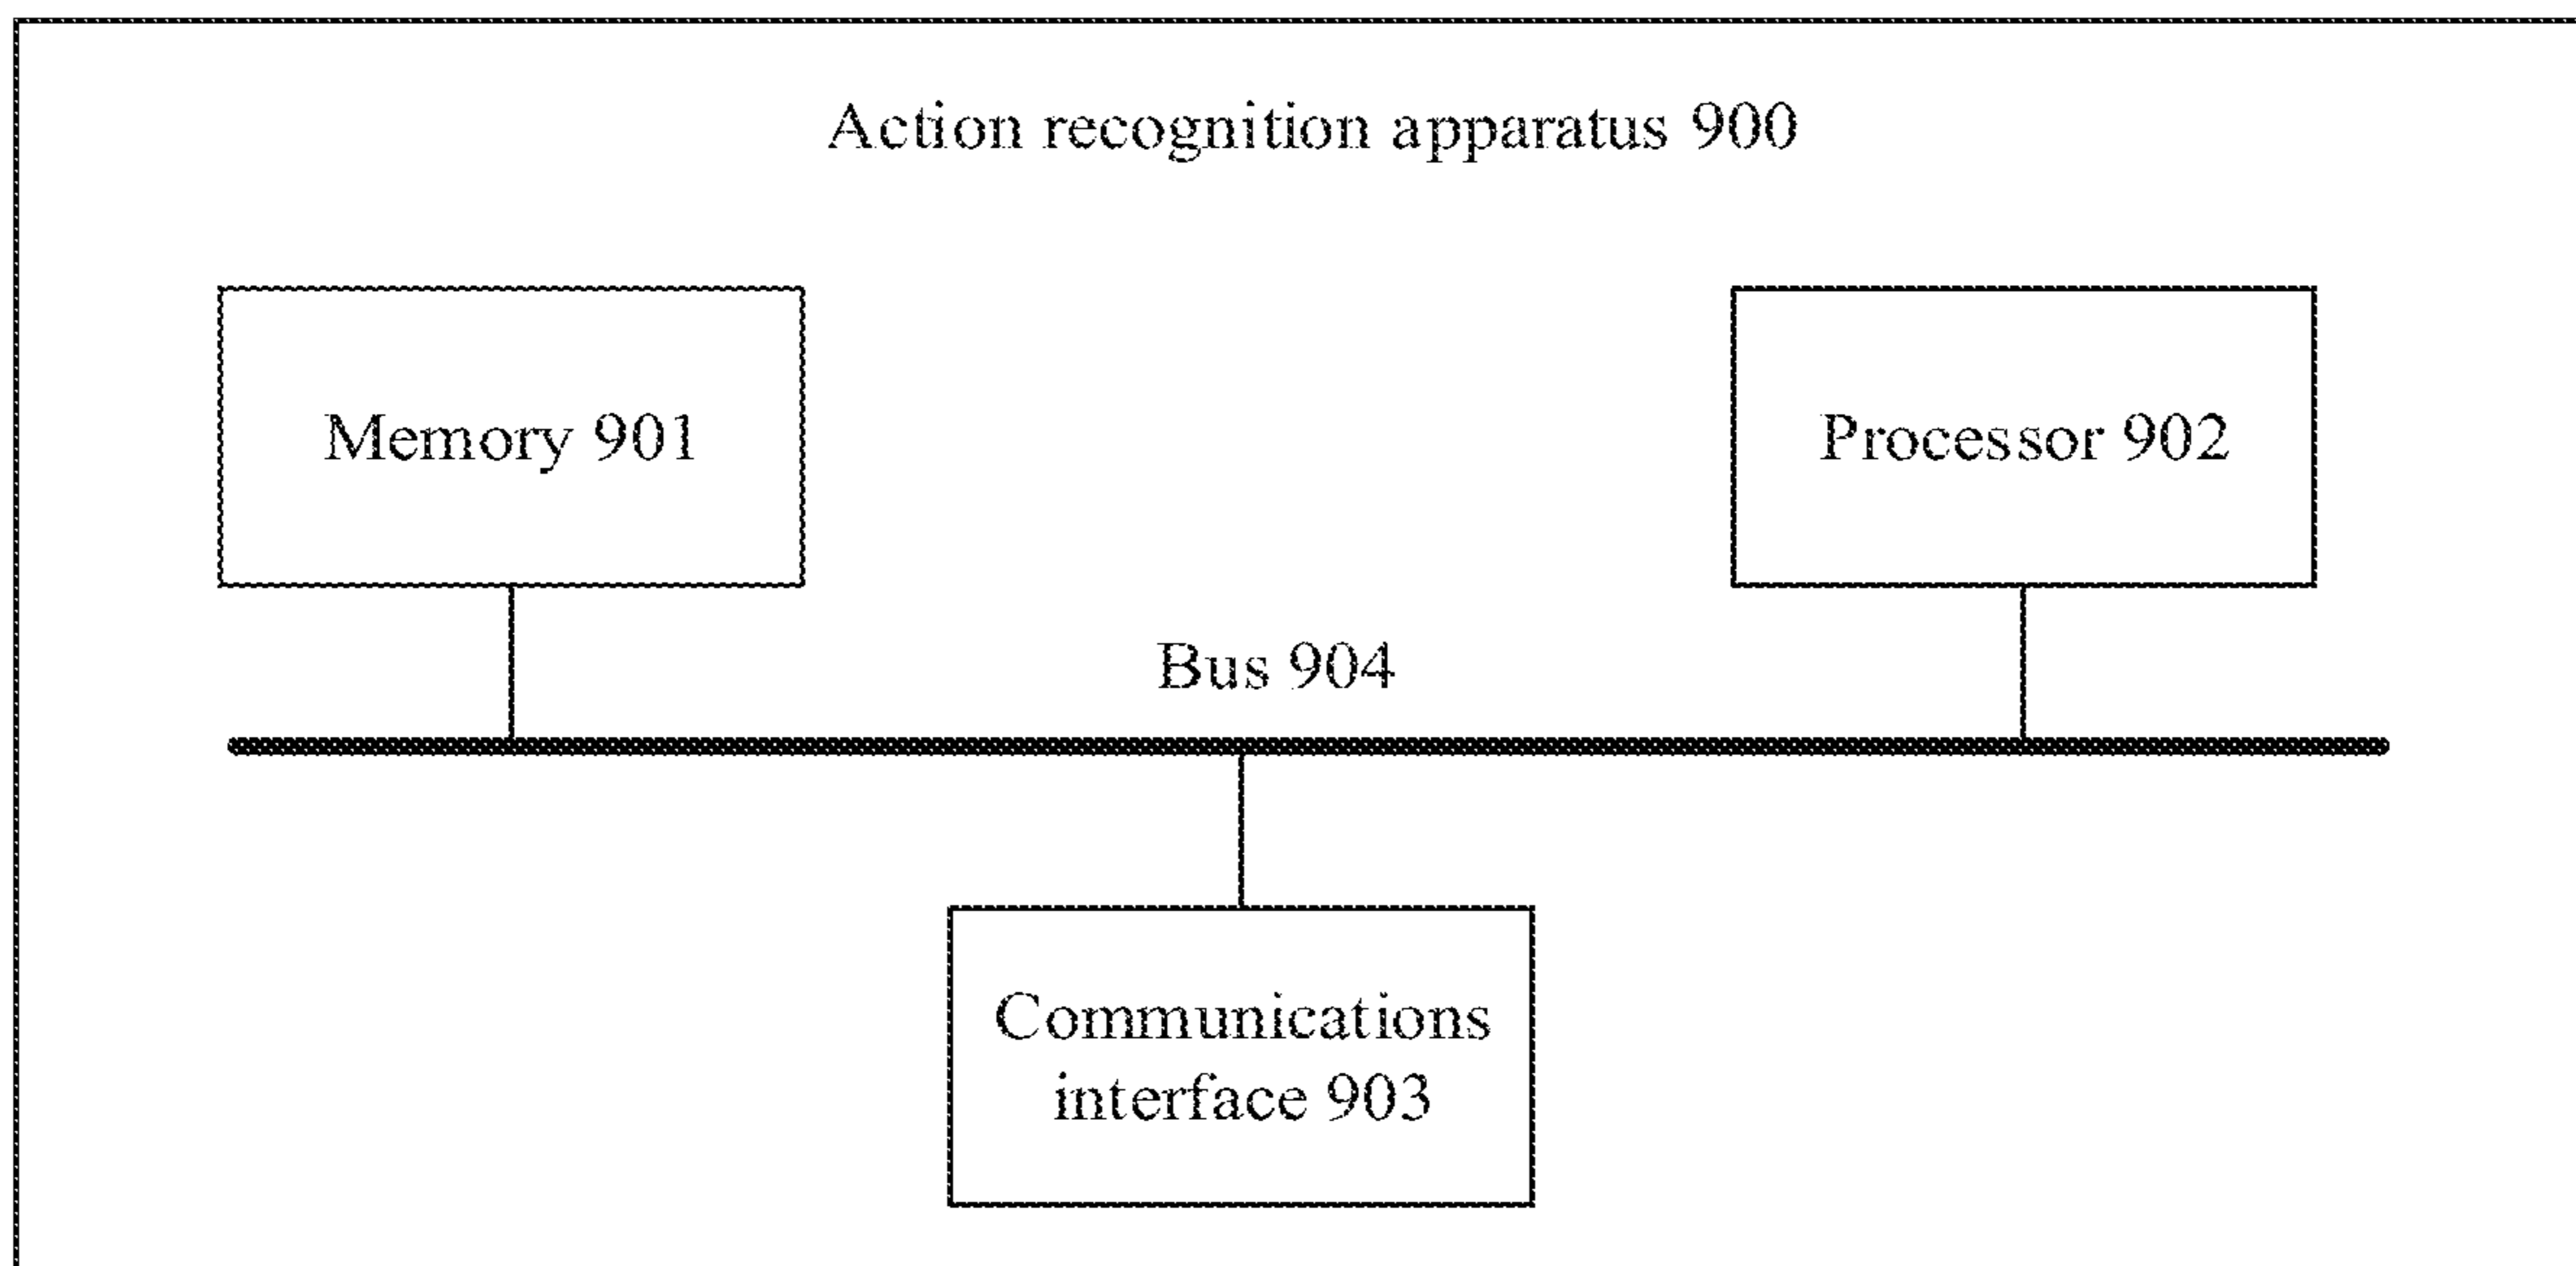 Action recognition apparatus 900
Memory 901
Processor 902
Bus 904
Communications
interface 903